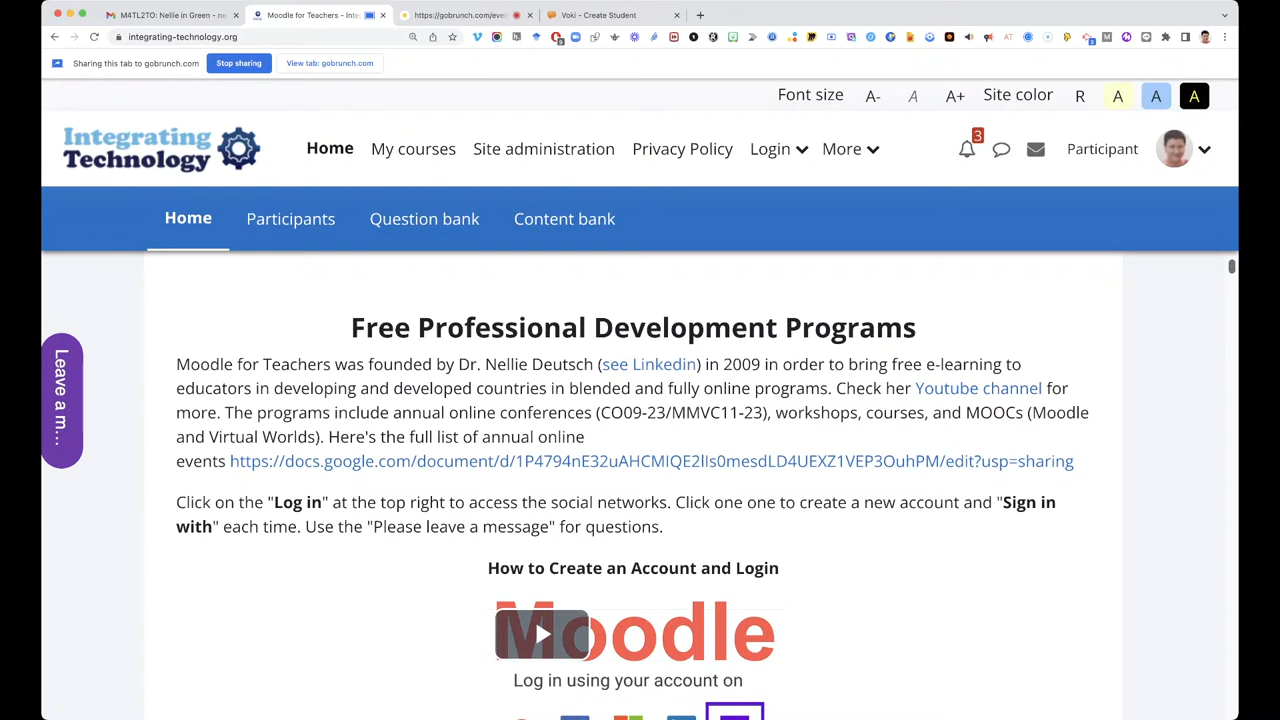 M4TL2TO: Nellie in Green - ne
Moodle for Teachers - Inte
https://gobrunch.com/even
Voki - Create Student
integrating-technology.org
Sharing this tab to gobrunch.com
Stop sharing
View tab: gobrunch.com
Font size A- A A+ Site color R A A A
Integrating
Technology
Home My courses Site administration Privacy Policy Login More
3
Participant
Home Participants Question bank Content bank
Leave a m...
Free Professional Development Programs
Moodle for Teachers was founded by Dr. Nellie Deutsch (see Linkedin) in 2009 in order to bring free e-learning to
educators in developing and developed countries in blended and fully online programs. Check her Youtube channel for
more. The programs include annual online conferences (CO09-23/MMVC11-23), workshops, courses, and MOOCs (Moodle
and Virtual Worlds). Here's the full list of annual online
events https://docs.google.com/document/d/1P4794nE32uAHCMIQE2lIs0mesdLD4UEXZ1VEP3OuhPM/edit?usp=sharing
Click on the "Log in" at the top right to access the social networks. Click one one to create a new account and "Sign in
with" each time. Use the "Please leave a message" for questions.
How to Create an Account and Login
Moodle
Log in using your account on